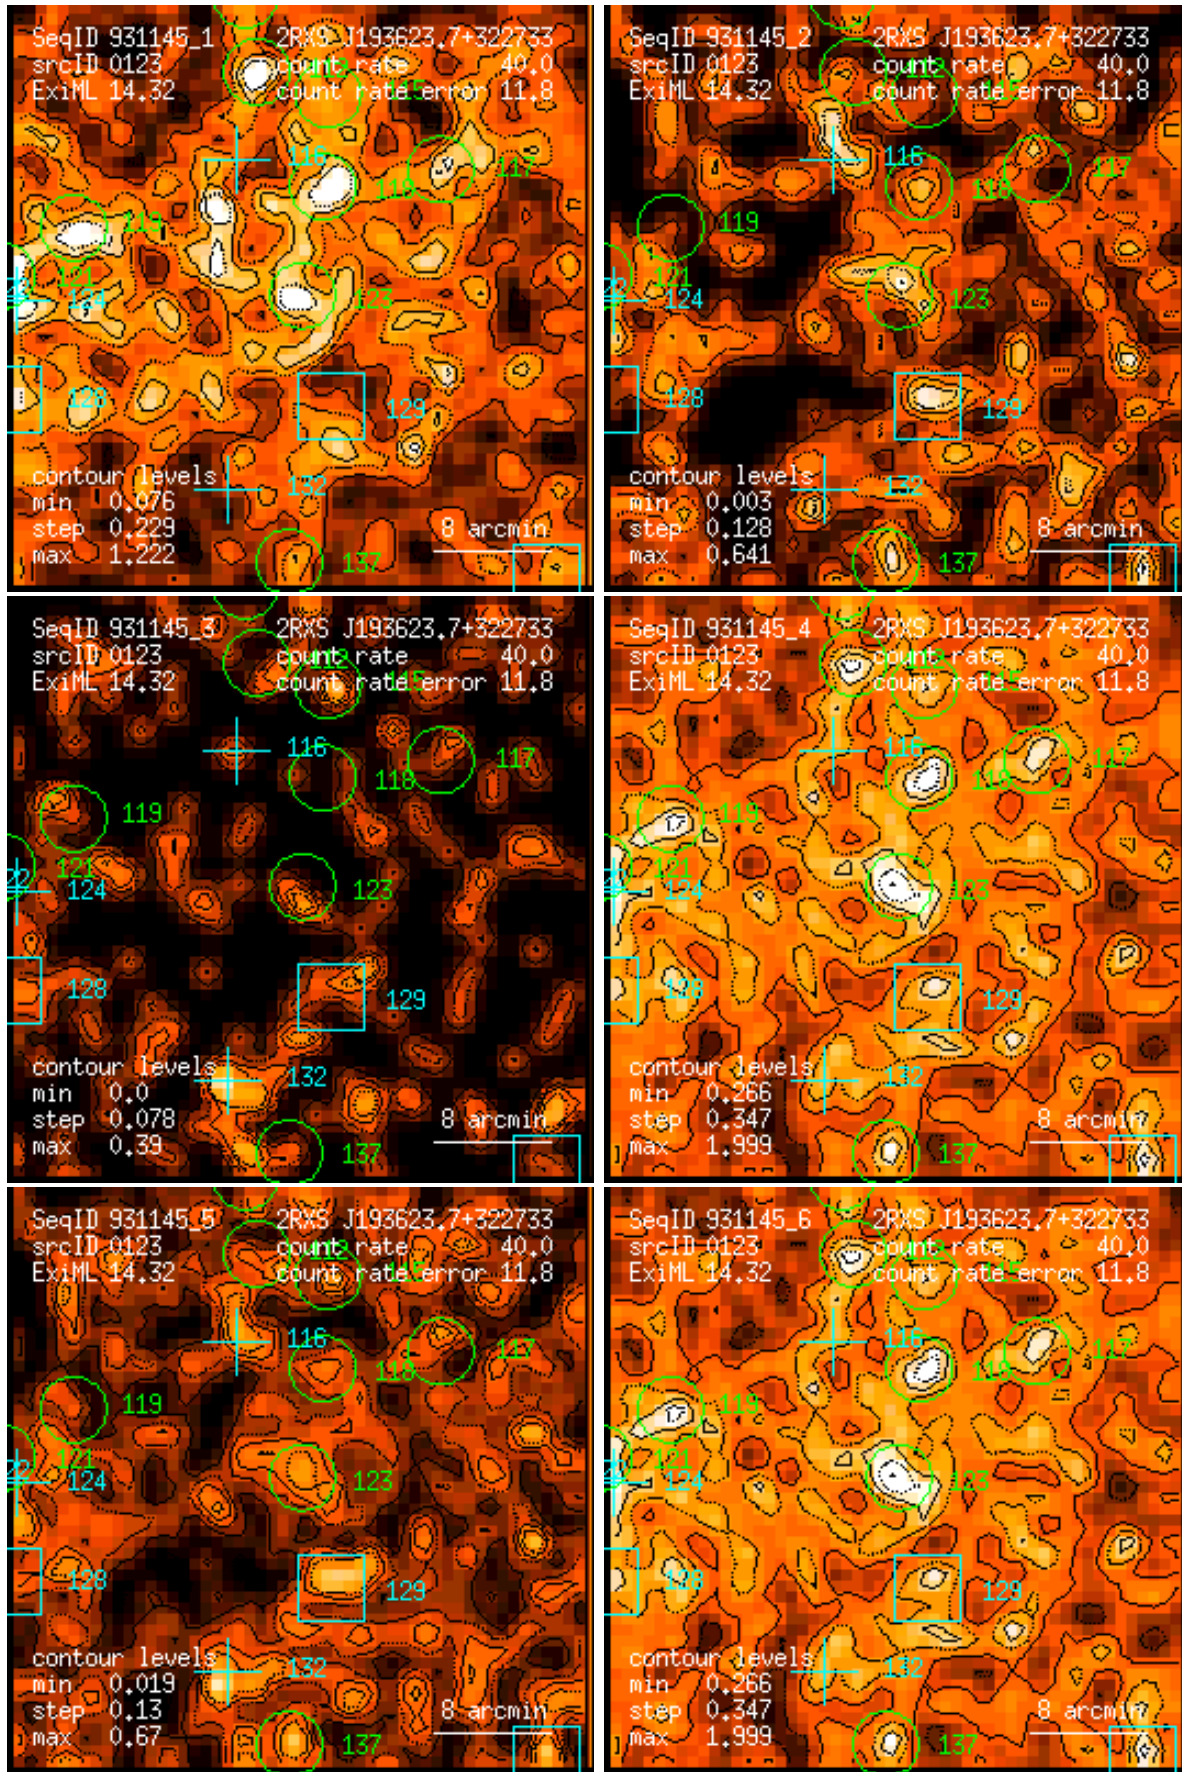 SeqID 931145_1 2RXS J193623.7+322733
srcID 0123 count rate 40.0
ExiML 14.32 count rate error 11.8
116
117
118
119
121
124
123
128
129
contour levels
132
min 0.076
step 0.229 8 arcmin
max 1.222 137
SeqID 931145_2 2RXS J193623.7+322733
srcID 0123 count rate 40.0
ExiML 14.32 count rate error 11.8
116
117
118
119
121
124
123
128
129
contour levels
132
min 0.003
step 0.128 8 arcmin
max 0.641 137
SeqID 931145_3 2RXS J193623.7+322733
srcID 0123 count rate 40.0
ExiML 14.32 count rate error 11.8
116
117
118
119
121
124
123
128
129
contour levels
132
min 0.0
step 0.078 8 arcmin
max 0.39 137
SeqID 931145_4 2RXS J193623.7+322733
srcID 0123 count rate 40.0
ExiML 14.32 count rate error 11.8
116
117
118
119
121
124
123
128
129
contour levels
132
min 0.266
step 0.347 8 arcmin
max 1.999 137
SeqID 931145_5 2RXS J193623.7+322733
srcID 0123 count rate 40.0
ExiML 14.32 count rate error 11.8
116
117
118
119
121
124
123
128
129
contour levels
132
min 0.019
step 0.13 8 arcmin
max 0.67 137
SeqID 931145_6 2RXS J193623.7+322733
srcID 0123 count rate 40.0
ExiML 14.32 count rate error 11.8
116
117
118
119
121
124
123
128
129
contour levels
132
min 0.266
step 0.347 8 arcmin
max 1.999 137